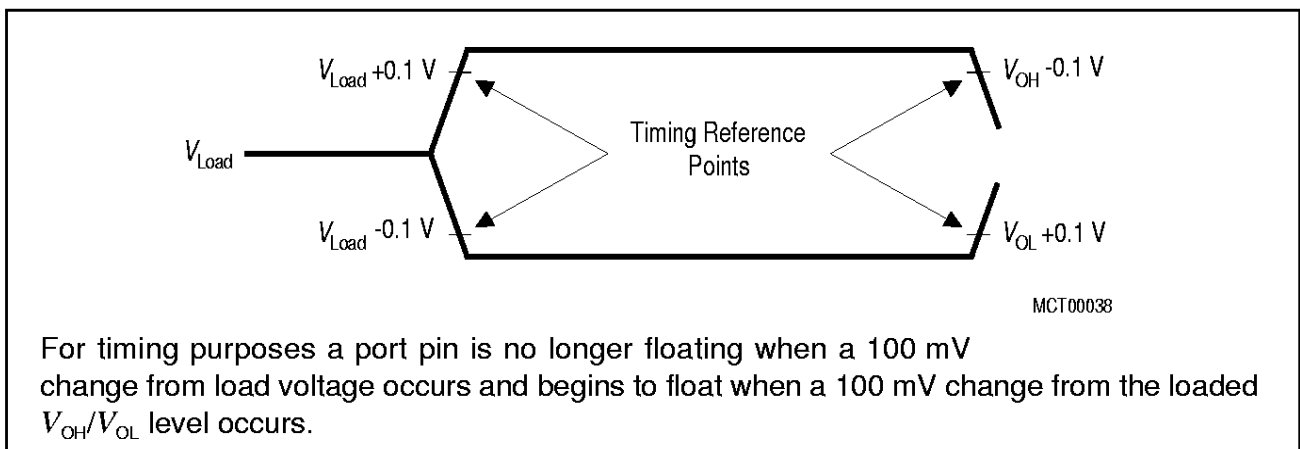 V_Load +0.1 V
V_OH -0.1 V
V_Load
Timing Reference
Points
V_Load -0.1 V
V_OL +0.1 V
MCT00038
For timing purposes a port pin is no longer floating when a 100 mV
change from load voltage occurs and begins to float when a 100 mV change from the loaded
V_OH/V_OL level occurs.